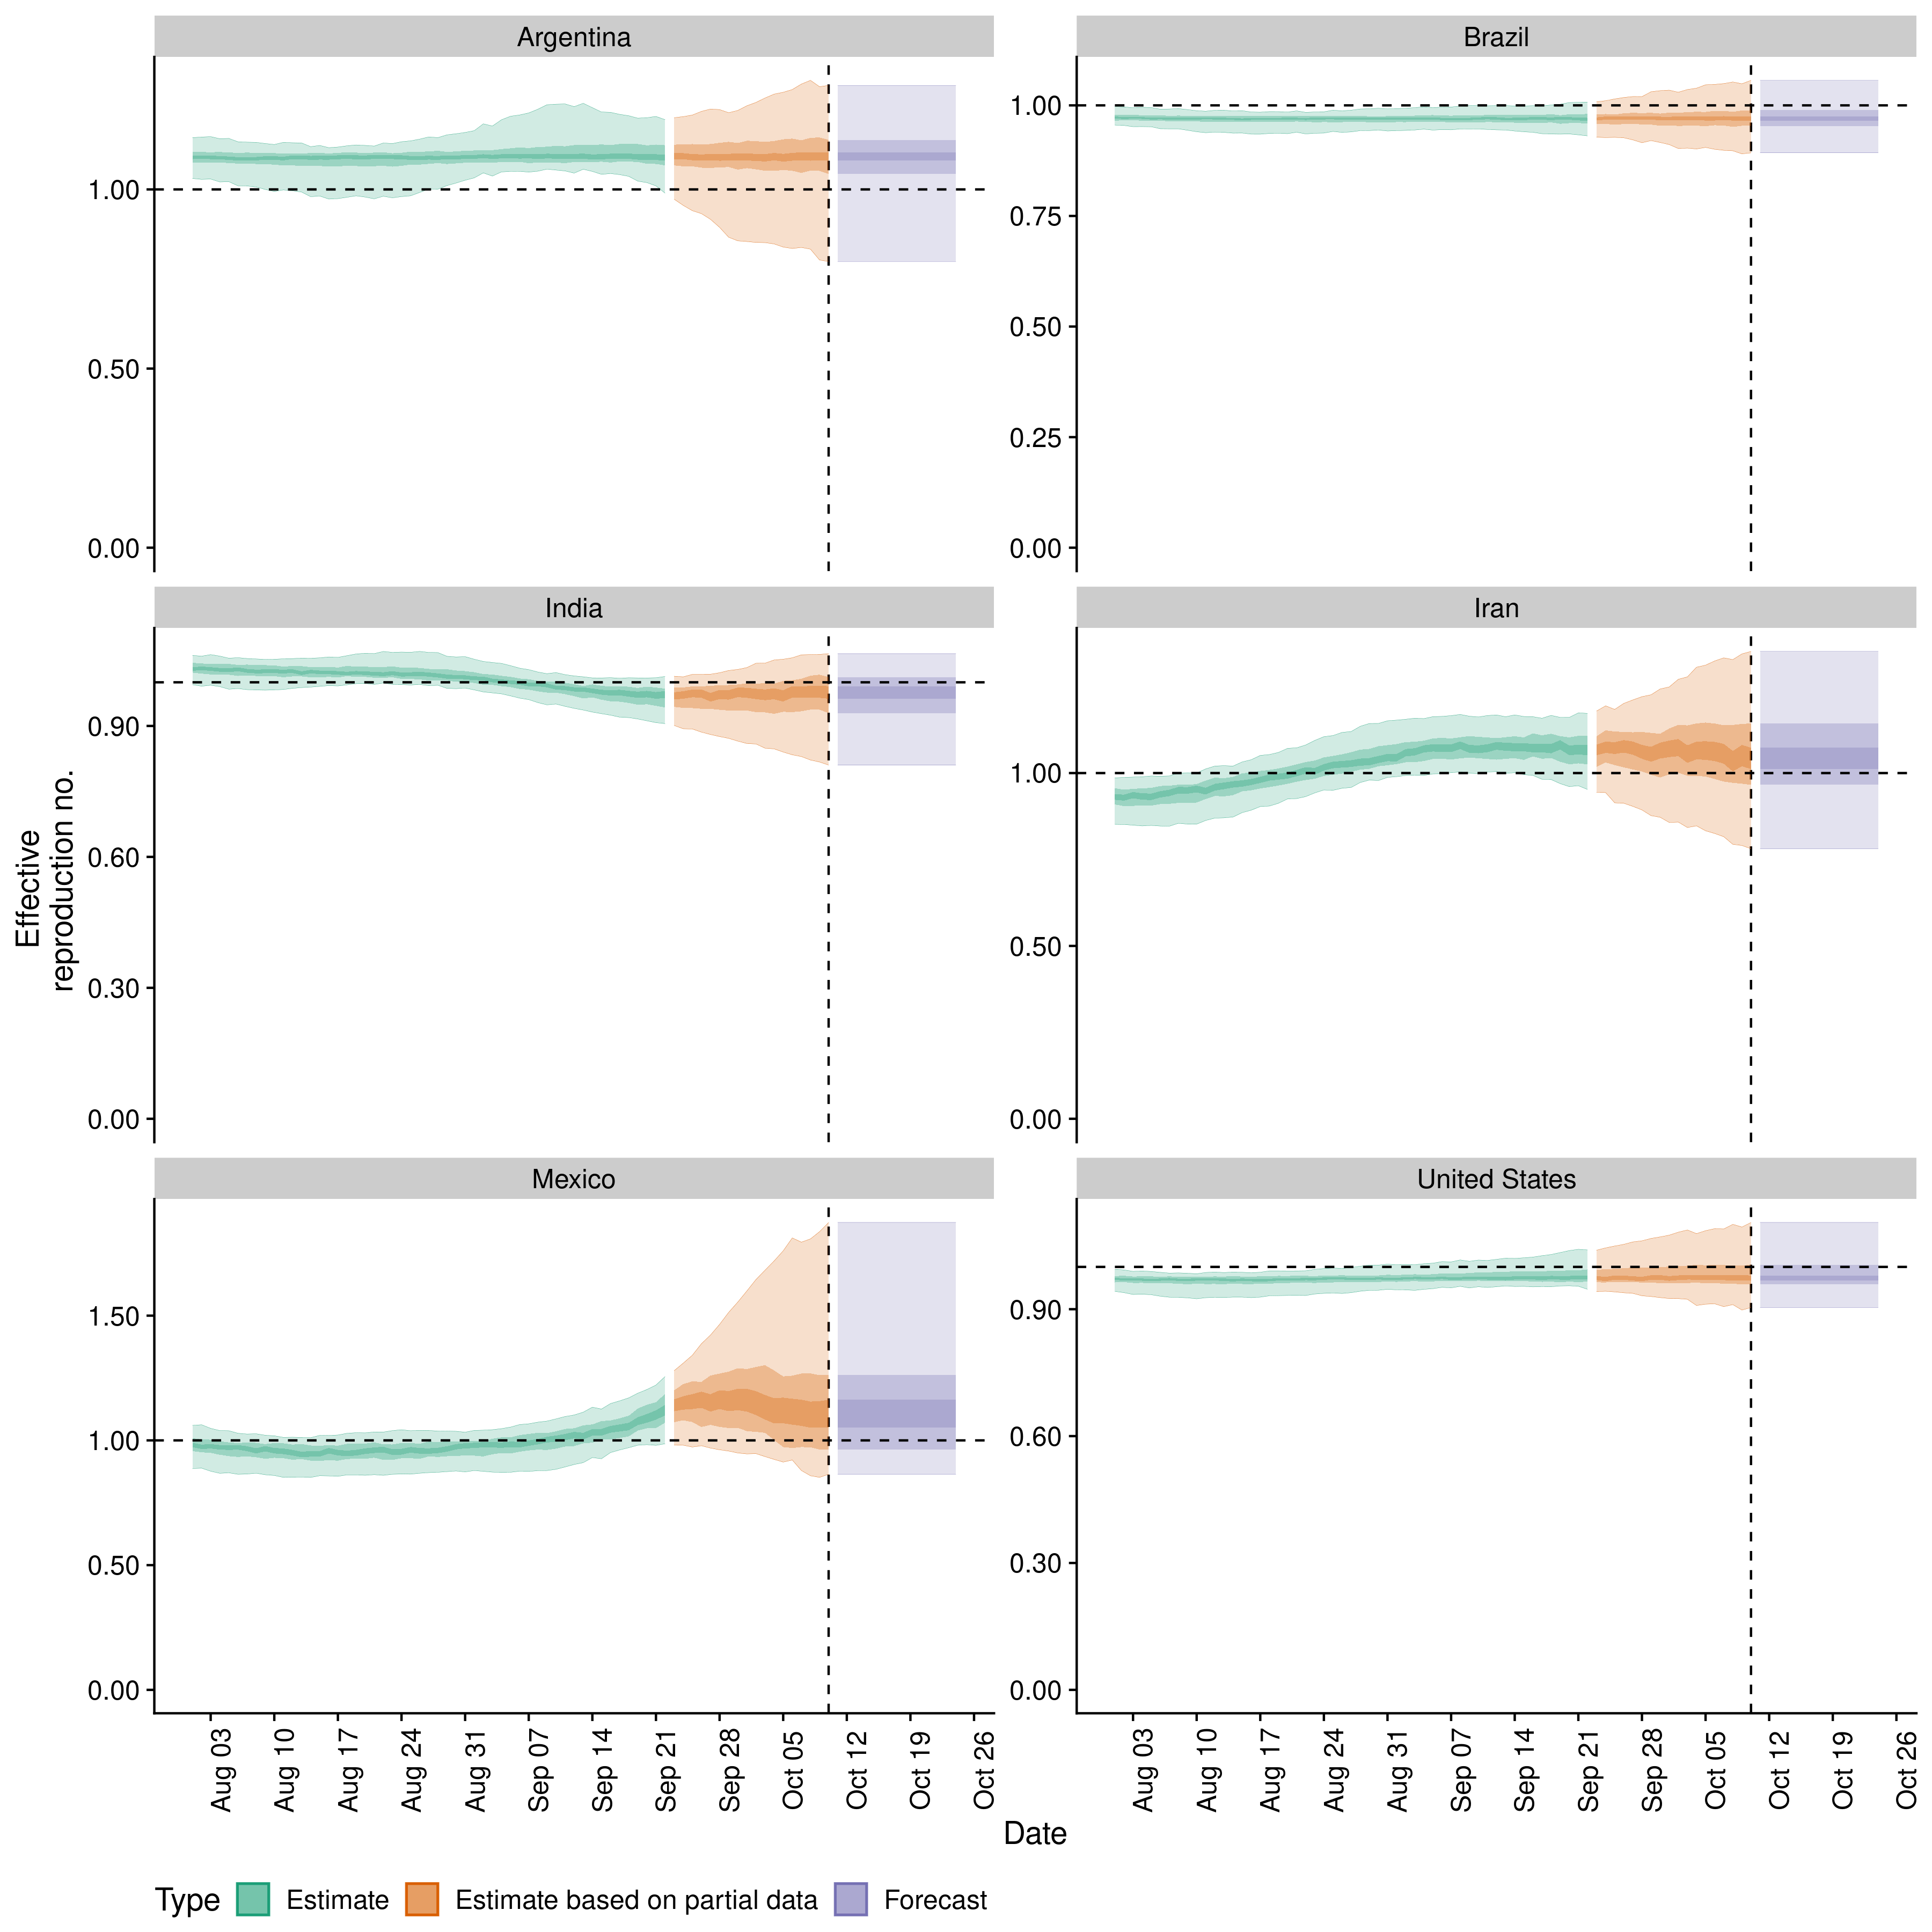 Argentina
Brazil
1.00
0.50
0.00
1.00
0.75
0.50
0.25
0.00
India
Iran
0.90
0.60
0.30
0.00
1.00
0.50
0.00
Effective
reproduction no.
Mexico
United States
1.50
1.00
0.50
0.00
0.90
0.60
0.30
0.00
Aug 03 Aug 10 Aug 17 Aug 24 Aug 31 Sep 07 Sep 14 Sep 21 Sep 28 Oct 05 Oct 12 Oct 19 Oct 26
Aug 03 Aug 10 Aug 17 Aug 24 Aug 31 Sep 07 Sep 14 Sep 21 Sep 28 Oct 05 Oct 12 Oct 19 Oct 26
Date
Type Estimate Estimate based on partial data Forecast